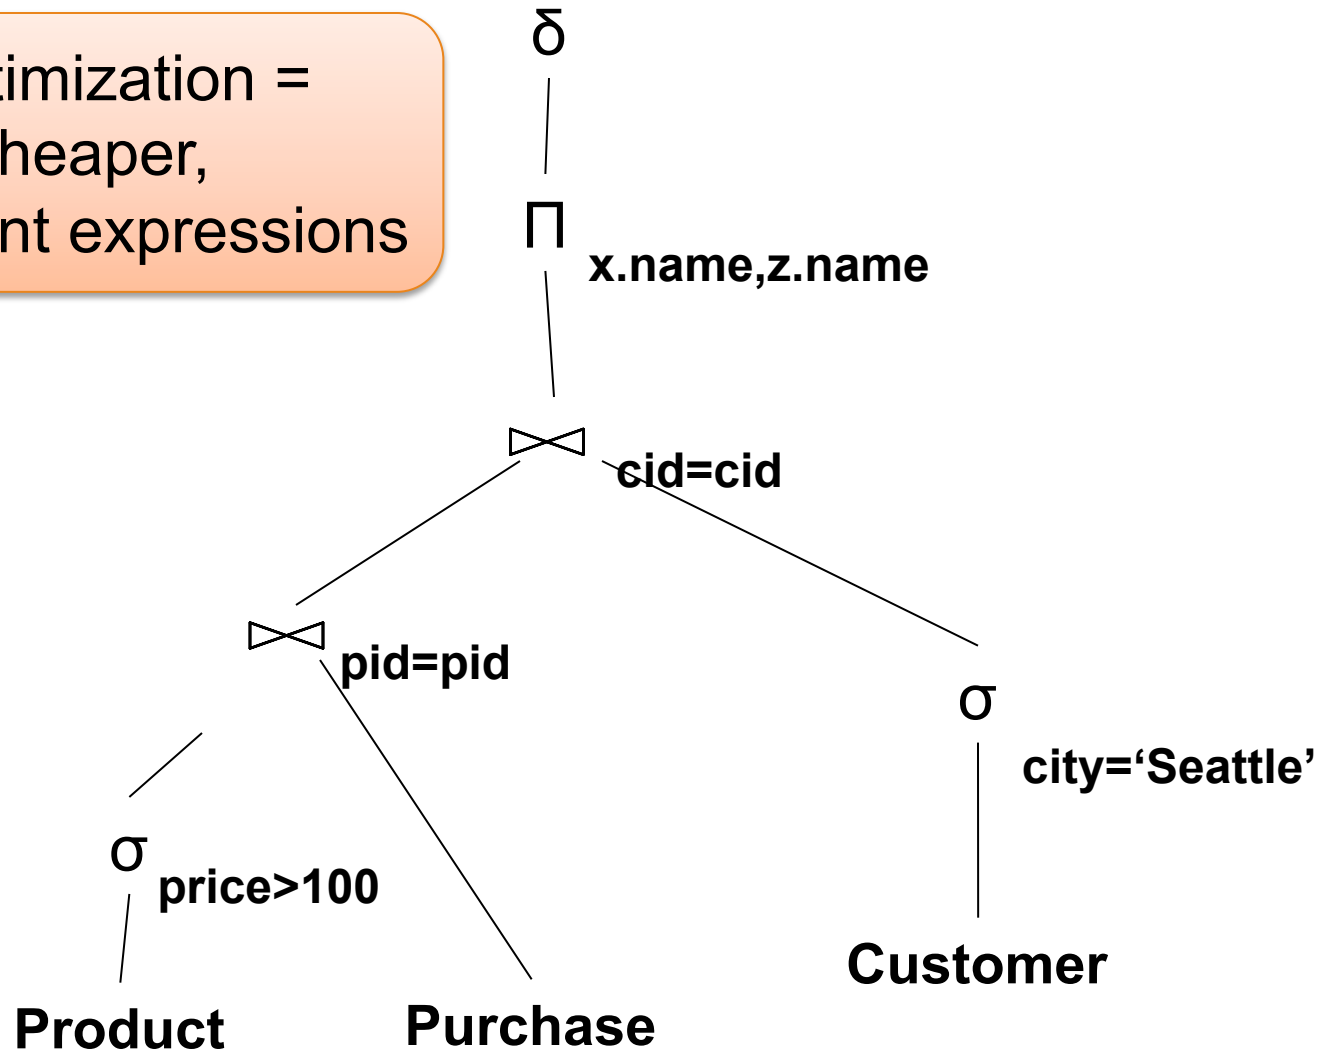 timization =
heaper,
nt expressions
δ
Π
x.name,z.name
cid=cid
pid=pid
σ
city=‘Seattle’
σ
price>100
Customer
Product
Purchase